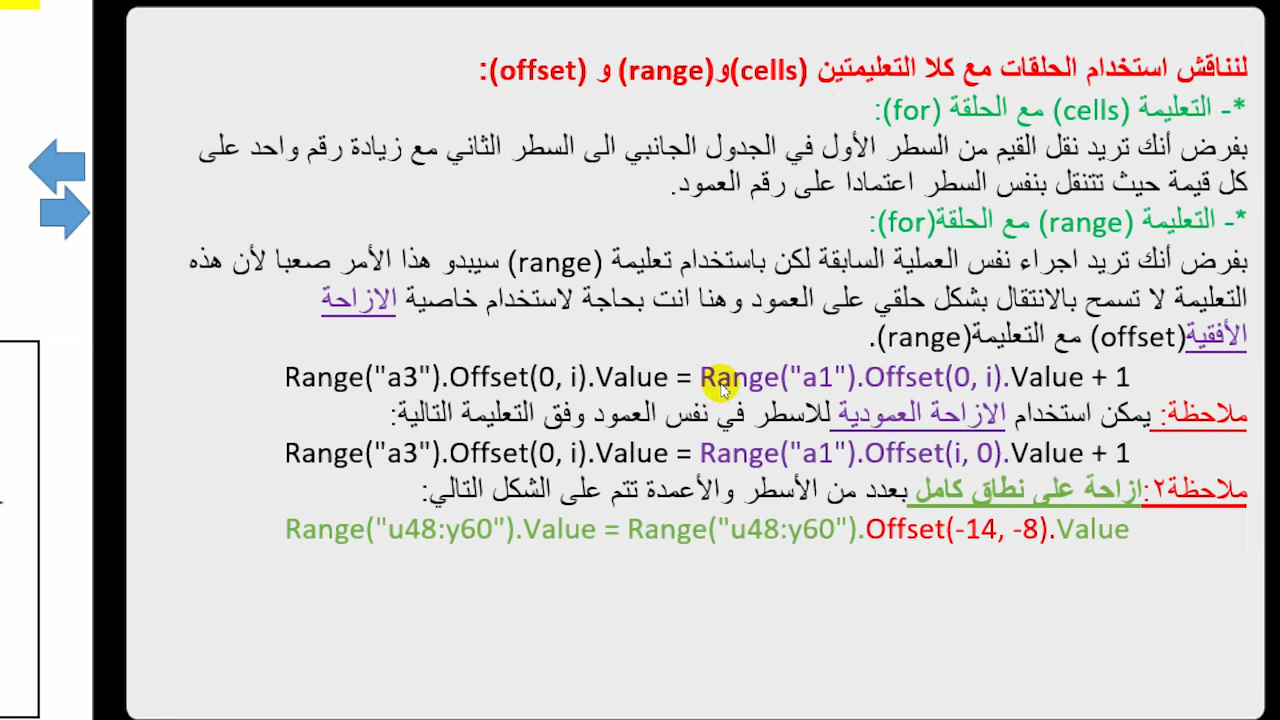 لنناقش استخدام الحلقات مع كلا التعليمتين (cells)و(range) و (offset):
*- التعليمة (cells) مع الحلقة (for):
بفرض أنك تريد نقل القيم من السطر الأول في الجدول الجانبي الى السطر الثاني مع زيادة رقم واحد على
كل قيمة حيث تتنقل بنفس السطر اعتمادا على رقم العمود.
*- التعليمة (range) مع الحلقة(for):
بفرض أنك تريد اجراء نفس العملية السابقة لكن باستخدام تعليمة (range) سيبدو هذا الأمر صعبا لأن هذه
التعليمة لا تسمح بالانتقال بشكل حلقي على العمود وهنا انت بحاجة لاستخدام خاصية الازاحة
الأفقية(offset) مع التعليمة(range).
Range("a3").Offset(0, i).Value = Range("a1").Offset(0, i).Value + 1
ملاحظة: يمكن استخدام الازاحة العمودية للاسطر في نفس العمود وفق التعليمة التالية:
Range("a3").Offset(0, i).Value = Range("a1").Offset(i, 0).Value + 1
ملاحظة٢:إزاحة على نطاق كامل بعدد من الأسطر والأعمدة تتم على الشكل التالي:
Range("u48:y60").Value = Range("u48:y60").Offset(-14, -8).Value